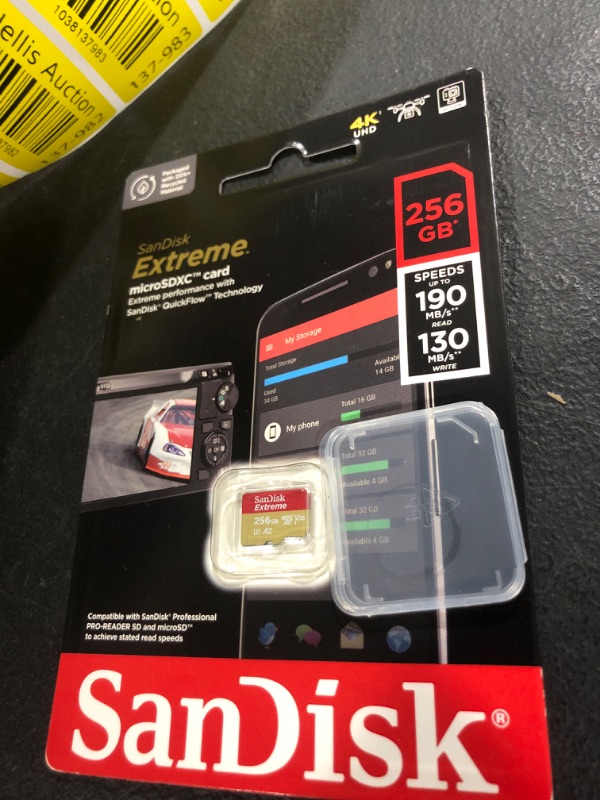 1038137983
137-983
ellis Auction
4K
UHD
Packaged
with 20%+
Recycled
Material
256
GB*
SanDisk
Extreme®
microSDXC™ card
Extreme performance with
SanDisk® QuickFlow™ Technology
SPEEDS
UP TO
190
MB/s**
READ
130
MB/s**
WRITE
My Storage
Total Storage
Used
34 GB
Availabl
14 GB
My phone
Total 16 GB
Total 32 GB
Available 4 GB
Total 32 GB
Available 4 GB
SanDisk
Extreme
256GB
V30
A2
Compatible with SanDisk® Professional
PRO-READER SD and microSD™
to achieve stated read speeds
SanDisk®